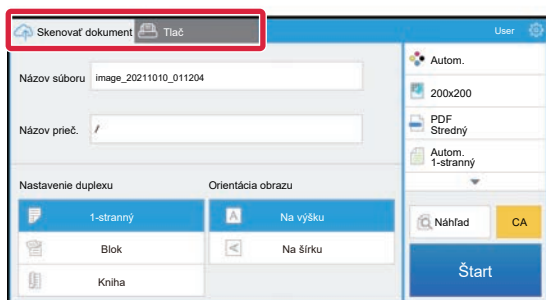 Skenovať dokument
Tlač
User
Názov súboru
image_20211010_011204
Názov prieč.
/
Nastavenie duplexu
Orientácia obrazu
1-stranný
A
Na výšku
Blok
Na šírku
Kniha
Autom.
200x200
PDF
Stredný
Autom.
1-stranný
Náhľad
CA
Štart